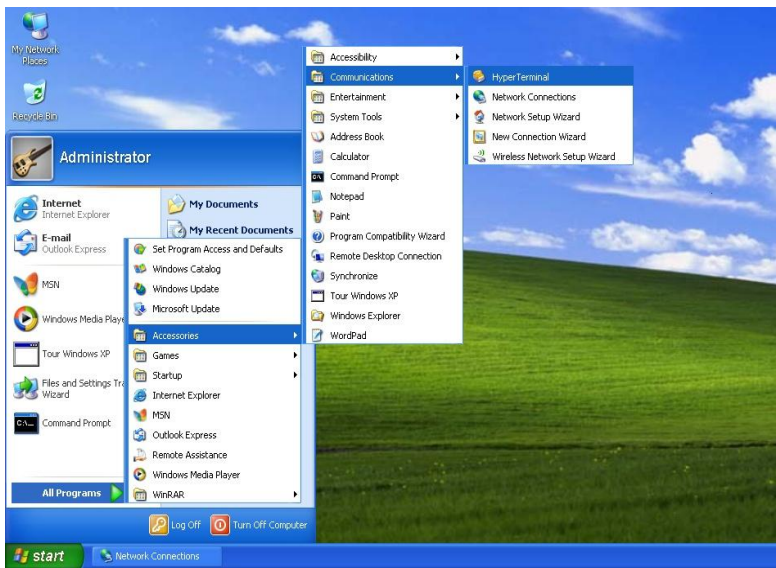 My Network
Places
Recycle Bin
Administrator
Internet
Internet Explorer
E-mail
Outlook Express
MSN
Windows Media Playe
Tour Windows XP
Files and Settings Tra
Wizard
C:\_
Command Prompt
All Programs
My Documents
My Recent Documents
Set Program Access and Defaults
Windows Catalog
Windows Update
Microsoft Update
Accessories
Games
Startup
Internet Explorer
MSN
Outlook Express
Remote Assistance
Windows Media Player
WinRAR
Accessibility
Communications
Entertainment
System Tools
Address Book
Calculator
Command Prompt
Notepad
Paint
Program Compatibility Wizard
Remote Desktop Connection
Synchronize
Tour Windows XP
Windows Explorer
WordPad
HyperTerminal
Network Connections
Network Setup Wizard
New Connection Wizard
Wireless Network Setup Wizard
Log Off
Turn Off Computer
start
Network Connections